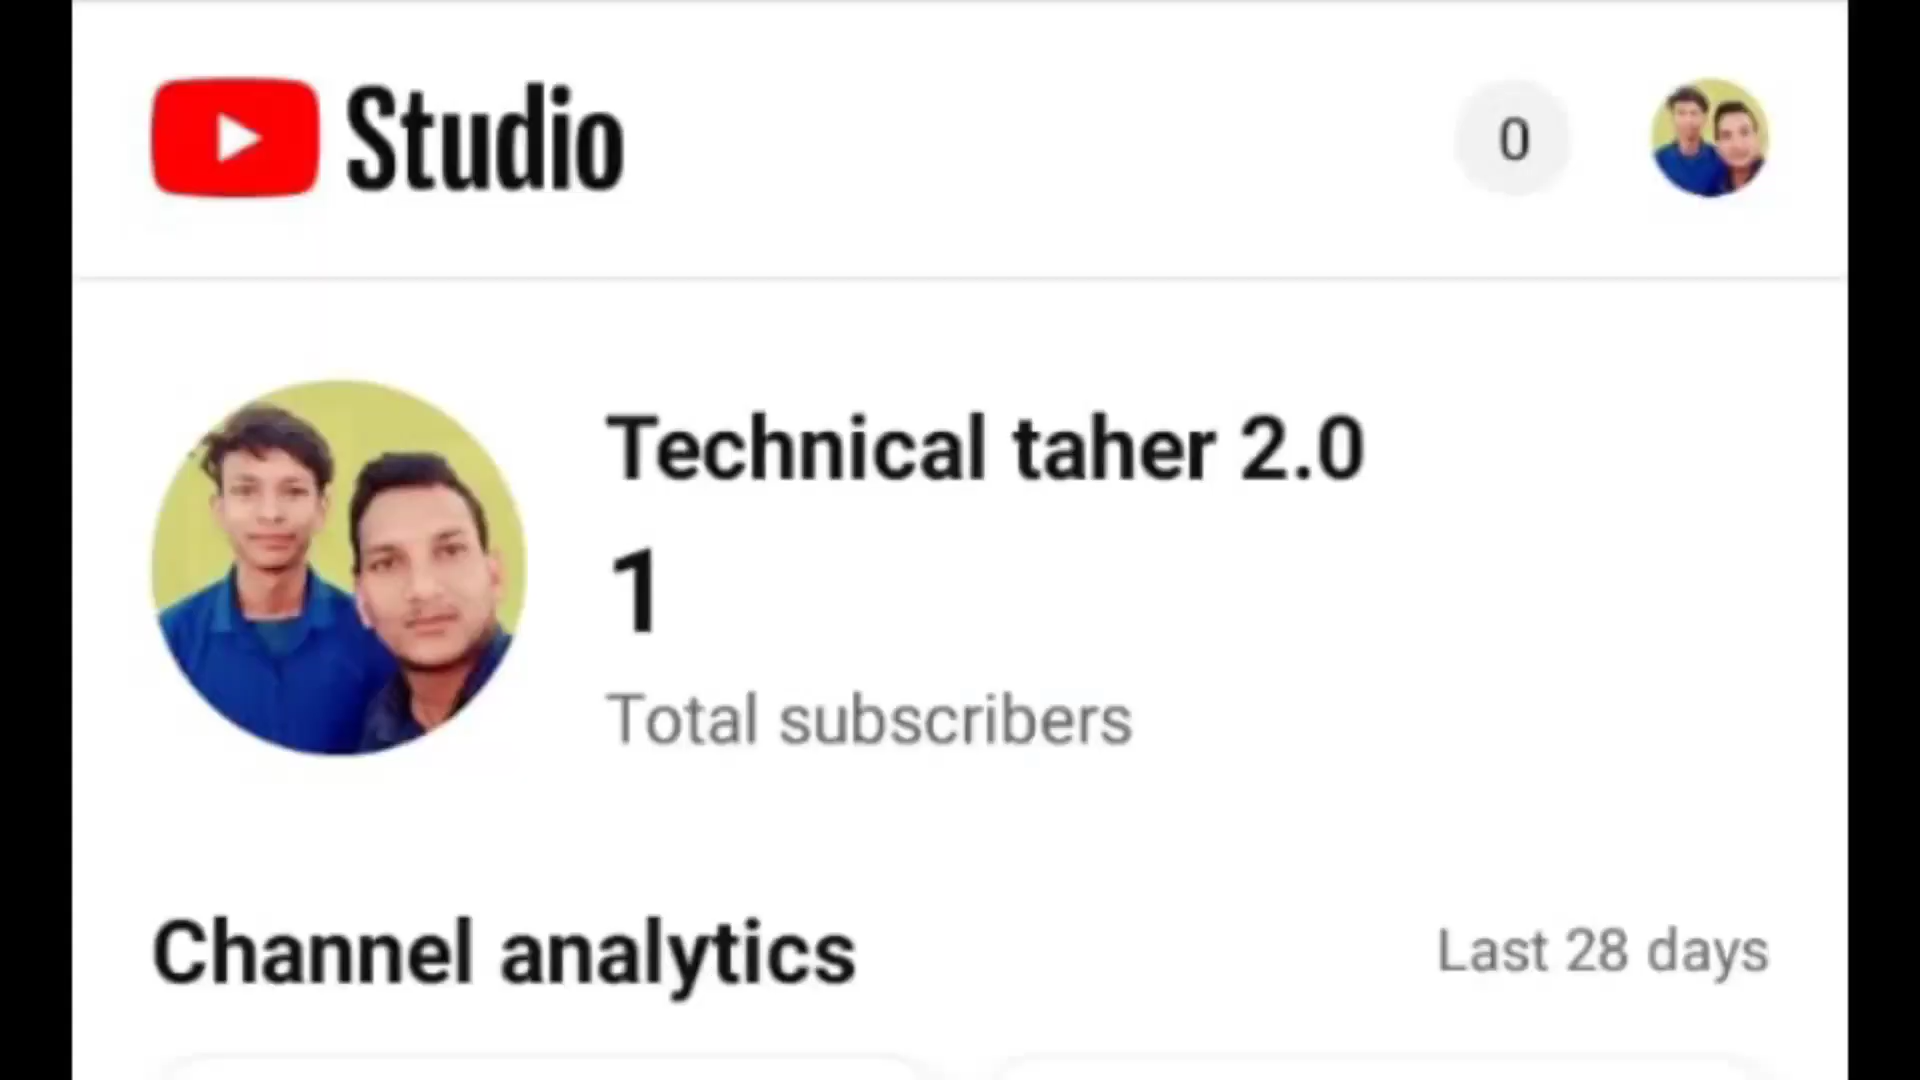 Studio
0
Technical taher 2.0
1
Total subscribers
Channel analytics
Last 28 days